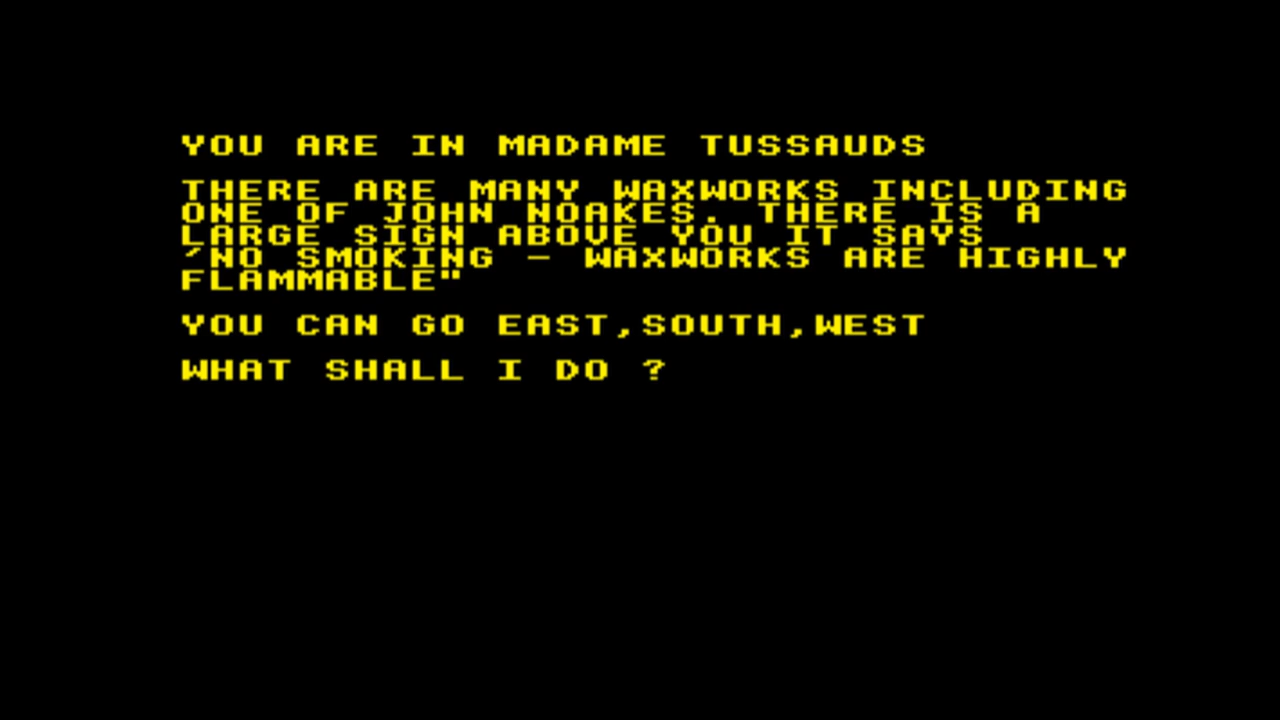 YOU ARE IN MADAME TUSSAUDS
THERE ARE MANY WAXWORKS INCLUDING
ONE OF JOHN NOAKES. THERE IS A
LARGE SIGN ABOVE YOU IT SAYS
'NO SMOKING - WAXWORKS ARE HIGHLY
FLAMMABLE"
YOU CAN GO EAST,SOUTH,WEST
WHAT SHALL I DO ?